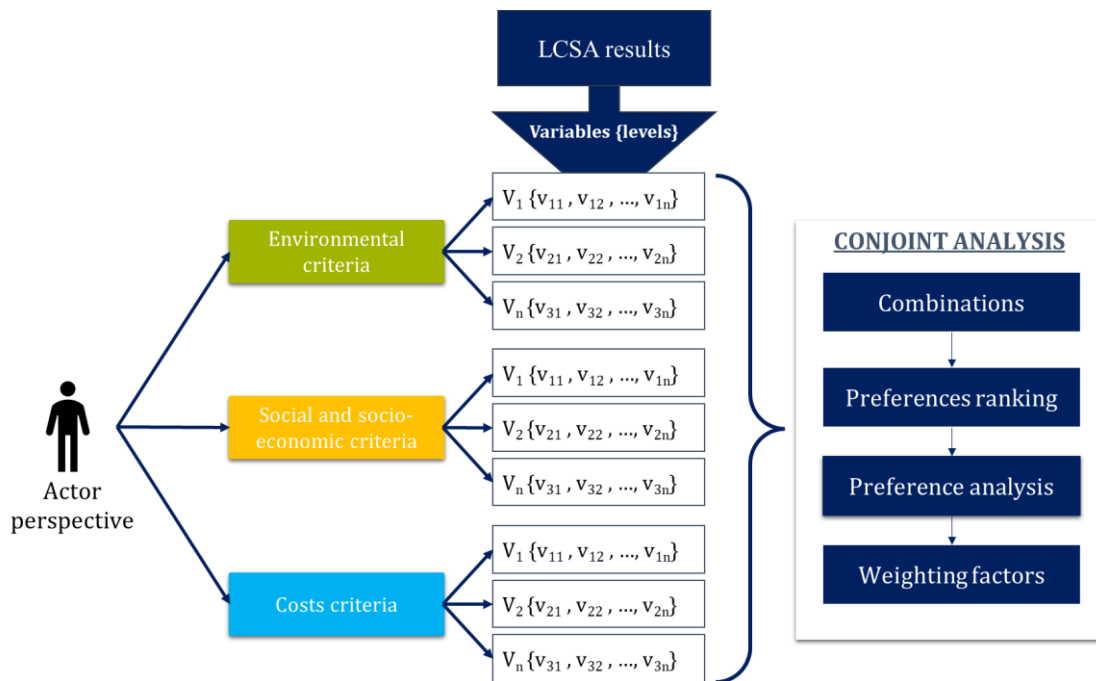 LCSA results
Variables {levels}
Environmental
criteria
V₁ {v₁₁ , v₁₂ , ..., v₁ₙ}
V₂ {v₂₁ , v₂₂ , ..., v₂ₙ}
Vₙ {v₃₁ , v₃₂ , ..., v₃ₙ}
Social and socio-
economic criteria
V₁ {v₁₁ , v₁₂ , ..., v₁ₙ}
V₂ {v₂₁ , v₂₂ , ..., v₂ₙ}
Vₙ {v₃₁ , v₃₂ , ..., v₃ₙ}
Costs criteria
V₁ {v₁₁ , v₁₂ , ..., v₁ₙ}
V₂ {v₂₁ , v₂₂ , ..., v₂ₙ}
Vₙ {v₃₁ , v₃₂ , ..., v₃ₙ}
Actor
perspective
CONJOINT ANALYSIS
Combinations
Preferences ranking
Preference analysis
Weighting factors